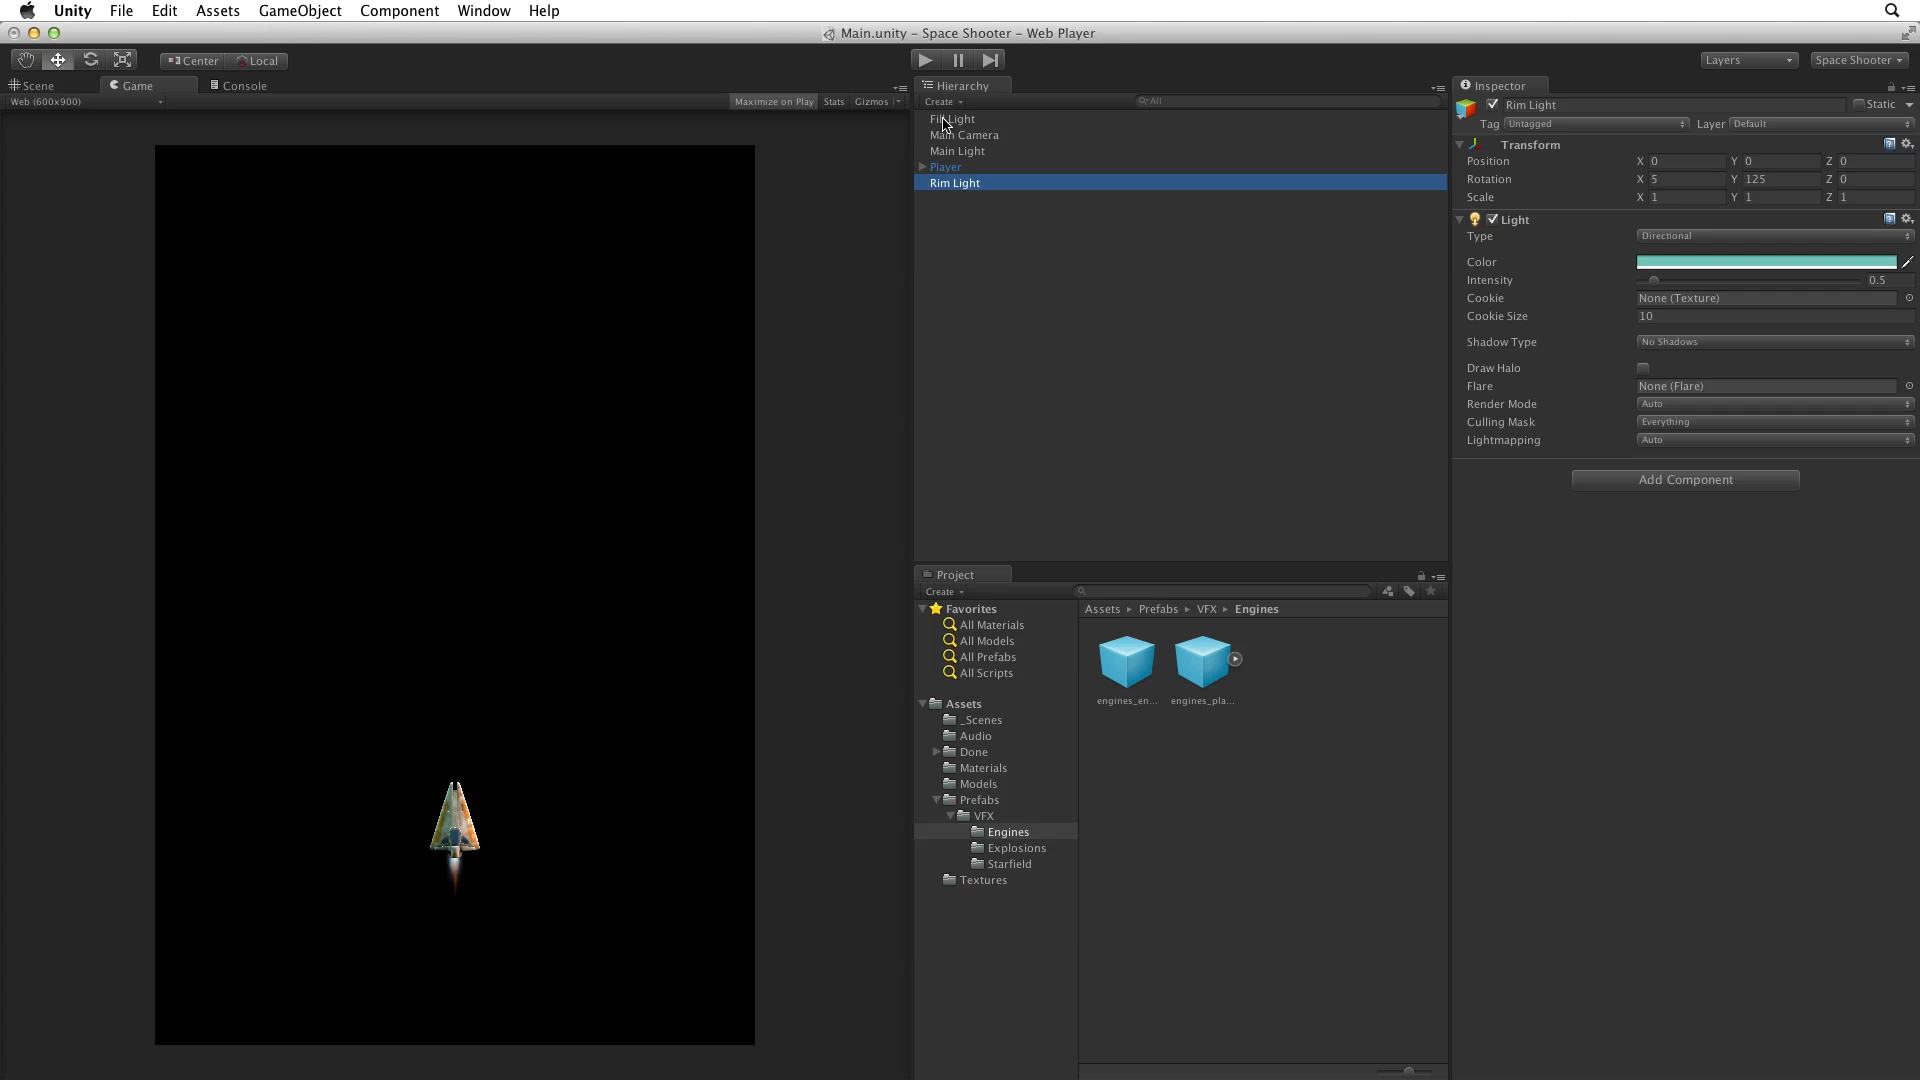 Unity File Edit Assets GameObject Component Window Help
Main.unity – Space Shooter – Web Player
Center Local
Layers Space Shooter
Scene Game Console
Web (600x900) Maximize on Play Stats Gizmos
Hierarchy
Create All
Fill Light
Main Camera
Main Light
Player
Rim Light
Project
Create
Favorites
All Materials
All Models
All Prefabs
All Scripts
Assets
_Scenes
Audio
Done
Materials
Models
Prefabs
VFX
Engines
Explosions
Starfield
Textures
Assets Prefabs VFX Engines
engines_en... engines_pla...
Inspector
Rim Light Static
Tag Untagged Layer Default
Transform
Position X 0 Y 0 Z 0
Rotation X 5 Y 125 Z 0
Scale X 1 Y 1 Z 1
Light
Type Directional
Color
Intensity 0.5
Cookie None (Texture)
Cookie Size 10
Shadow Type No Shadows
Draw Halo
Flare None (Flare)
Render Mode Auto
Culling Mask Everything
Lightmapping Auto
Add Component